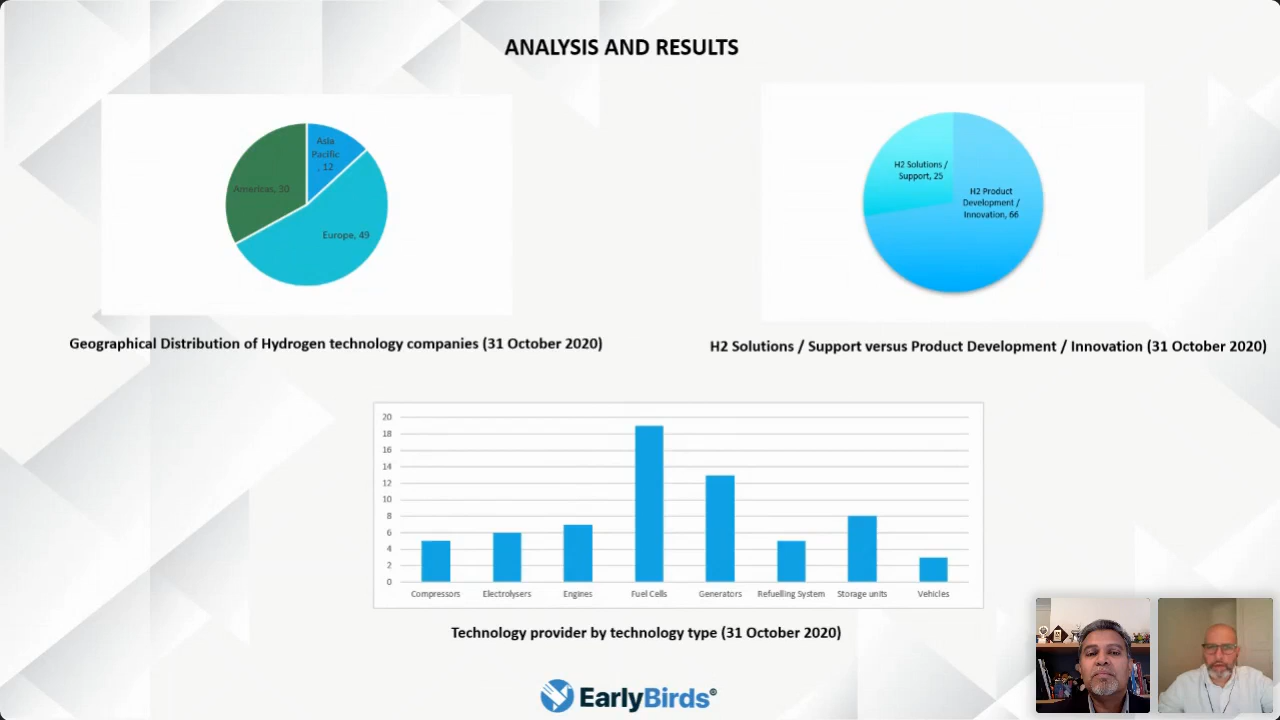 ANALYSIS AND RESULTS
Asia
Pacific
, 12
Americas, 30
Europe, 49
H2 Solutions /
Support, 25
H2 Product
Development /
Innovation, 66
Geographical Distribution of Hydrogen technology companies (31 October 2020)
H2 Solutions / Support versus Product Development / Innovation (31 October 2020)
20
18
16
14
12
10
8
6
4
2
0
Compressors
Electrolysers
Engines
Fuel Cells
Generators
Refuelling System
Storage units
Vehicles
Technology provider by technology type (31 October 2020)
EarlyBirds®